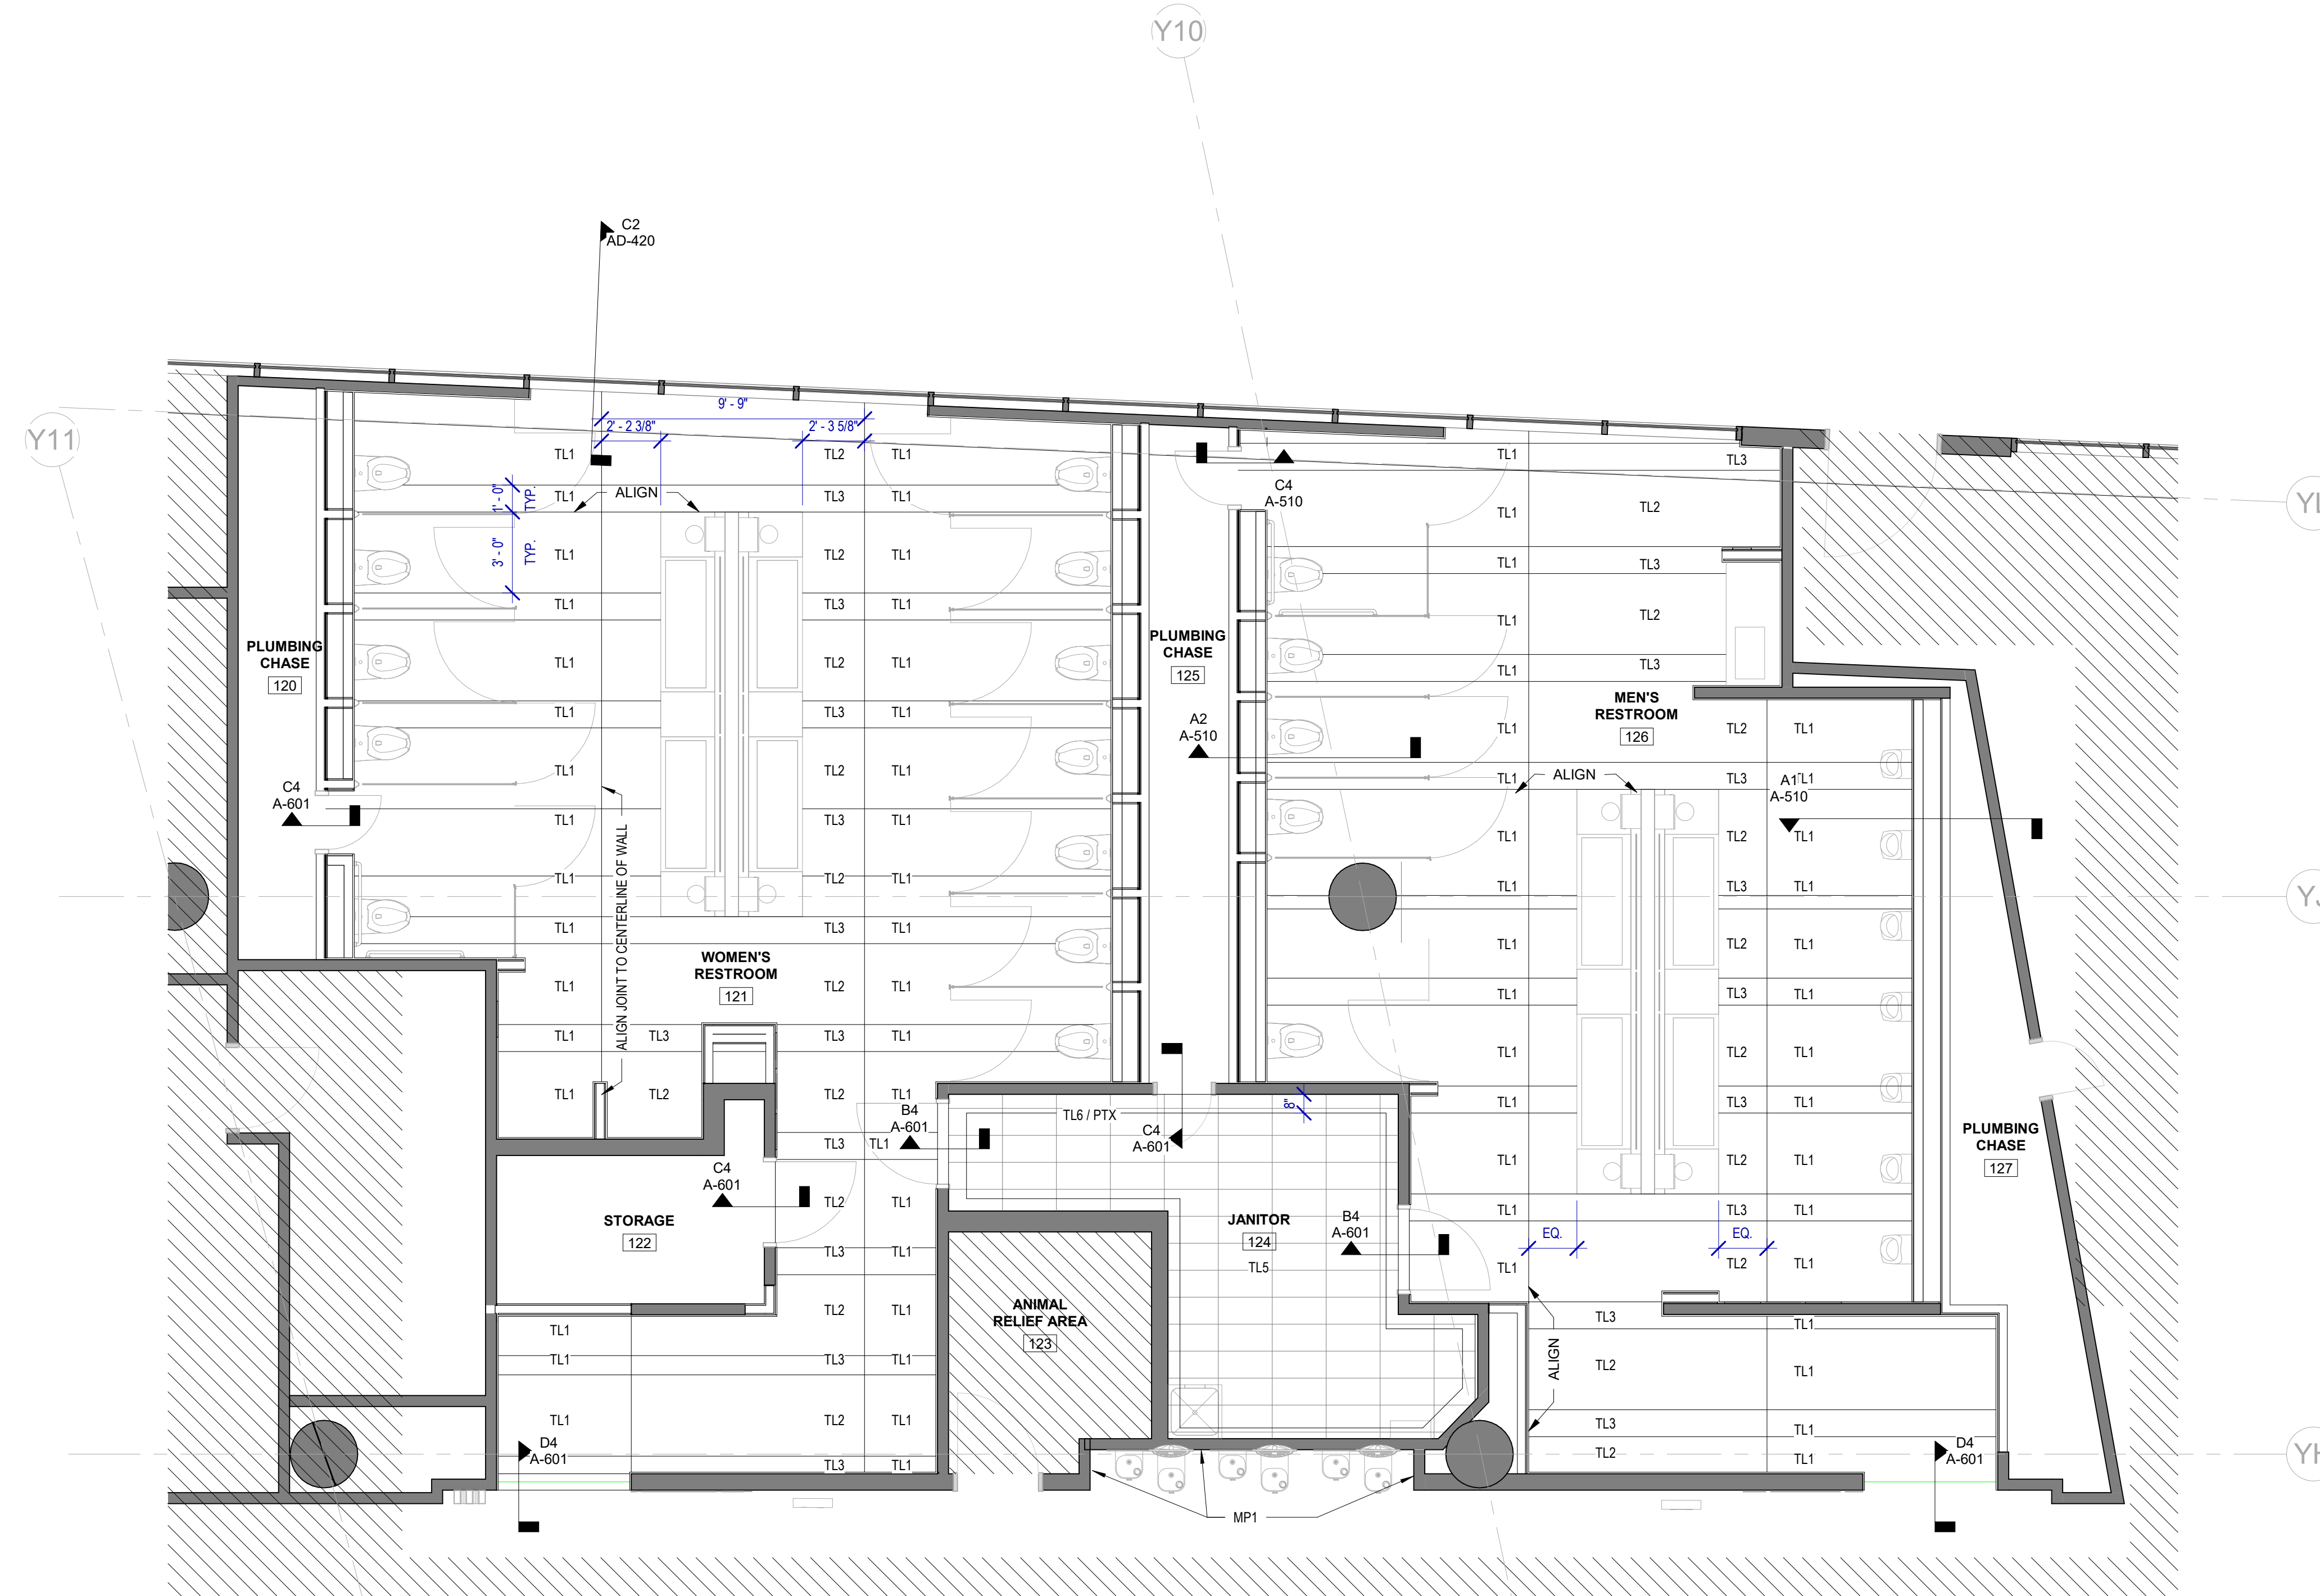 Y10
C2
AD-420
9' - 9"
2' - 2 3/8"
2' - 3 5/8"
Y11
TL1
TL2
TL1
TL1
TL3
C4
A-510
YL
1' - 0"
TYP.
TL1
ALIGN
TL3
TL1
TL1
TL2
3' - 0"
TYP.
TL1
TL2
TL1
TL1
TL3
TL1
TL3
TL1
TL1
TL2
PLUMBING
CHASE
120
PLUMBING
CHASE
125
TL1
TL2
TL1
TL1
TL3
MEN'S
RESTROOM
126
TL1
TL3
TL1
A2
A-510
TL1
TL2
TL1
TL1
TL2
TL1
TL1
ALIGN
TL3
TL1
A1
A-510
C4
A-601
TL1
TL3
TL1
TL1
TL2
TL1
ALIGN JOINT TO CENTERLINE OF WALL
TL1
TL2
TL1
TL1
TL3
TL1
YJ
TL1
TL3
TL1
TL1
TL2
TL1
WOMEN'S
RESTROOM
121
TL1
TL2
TL1
TL1
TL3
TL1
TL1
TL3
TL3
TL1
TL1
TL2
TL1
TL1
TL2
TL2
TL1
8"
TL1
TL3
TL1
TL6 / PTX
B4
A-601
C4
A-601
TL3
TL1
PLUMBING
CHASE
127
TL1
TL2
TL1
C4
A-601
TL2
TL1
TL1
TL3
TL1
STORAGE
122
JANITOR
124
TL5
B4
A-601
EQ.
EQ.
TL3
TL1
TL1
TL2
TL1
ANIMAL
RELIEF AREA
123
TL2
TL1
TL3
TL1
TL1
TL1
TL3
TL1
ALIGN
TL2
TL1
TL1
TL2
TL1
TL3
TL1
D4
A-601
TL3
TL1
TL2
TL1
D4
A-601
YH
MP1